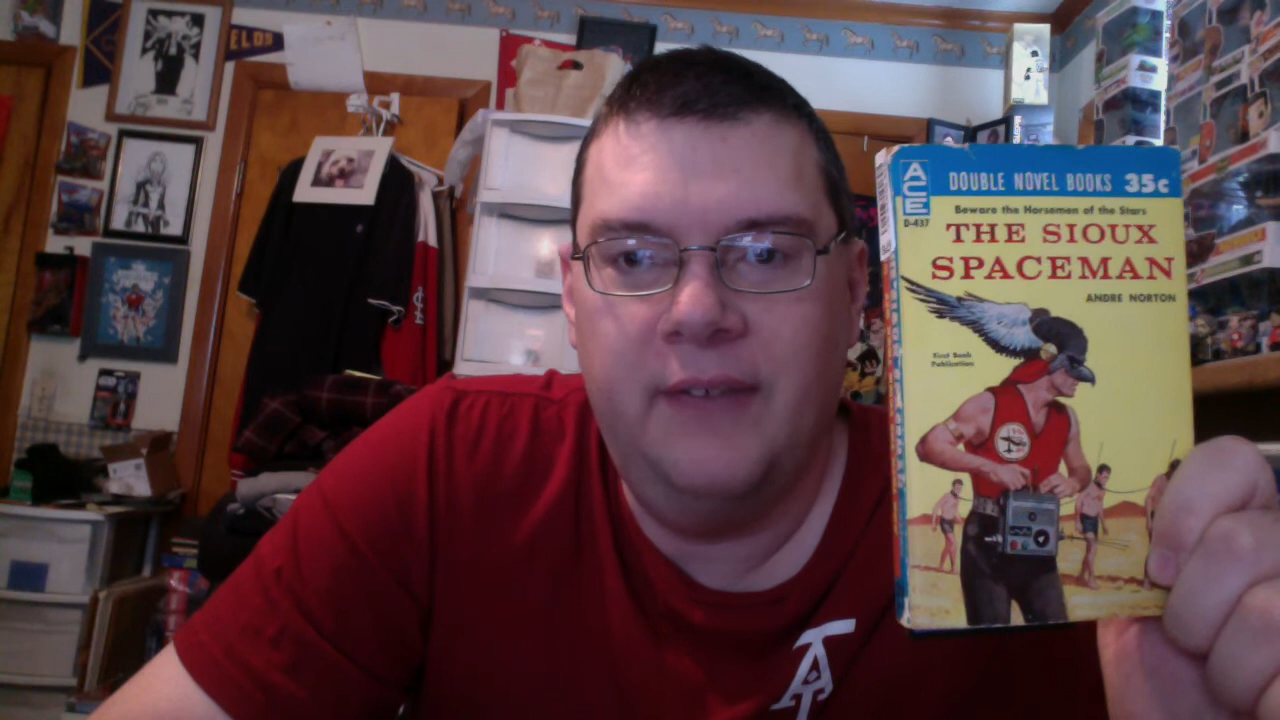 ELDS
ACE
DOUBLE NOVEL BOOKS 35c
D-437
Beware the Horsemen of the Stars
THE SIOUX
SPACEMAN
ANDRE NORTON
First Book
Publication